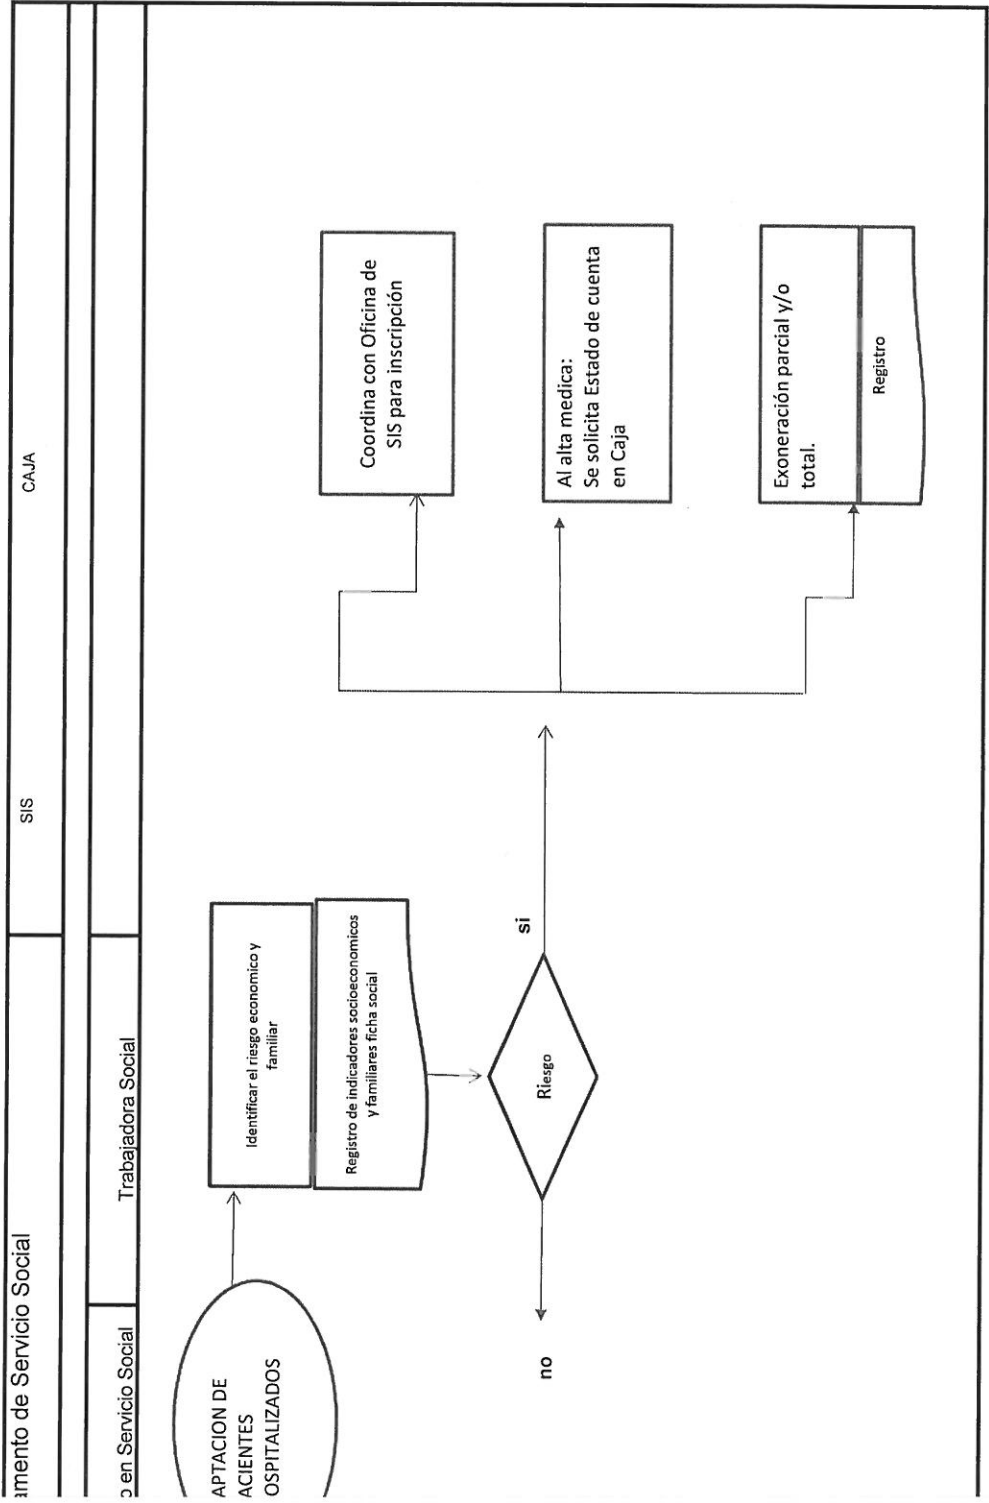 amento de Servicio Social
SIS
CAJA
o en Servicio Social
Trabajadora Social
APTACION DE
ACIENTES
OSPITALIZADOS
Identificar el riesgo economico y
familiar
Registro de indicadores socioeconomicos
y familiares ficha social
Riesgo
si
no
Coordina con Oficina de
SIS para inscripción
Al alta medica:
Se solicita Estado de cuenta
en Caja
Exoneración parcial y/o
total.
Registro